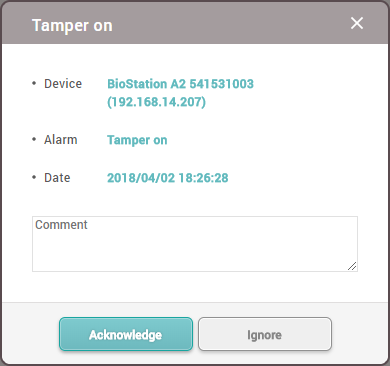 Tamper on
• Device
BioStation A2 541531003
(192.168.14.207)
• Alarm
Tamper on
• Date
2018/04/02 18:26:28
Comment
Acknowledge
Ignore